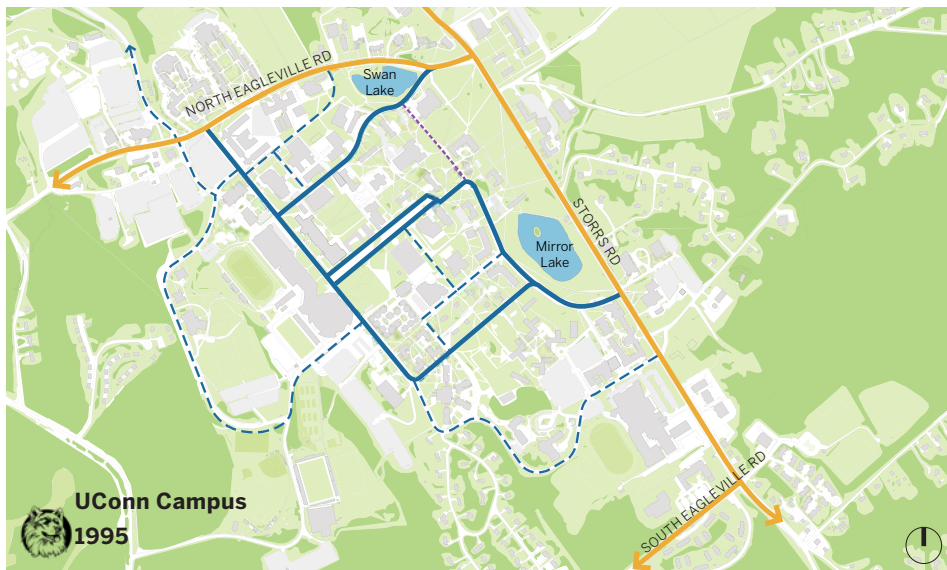 NORTH EAGLEVILLE RD
Swan
Lake
STORRS RD
Mirror
Lake
SOUTH EAGLEVILLE RD
UConn Campus
1995